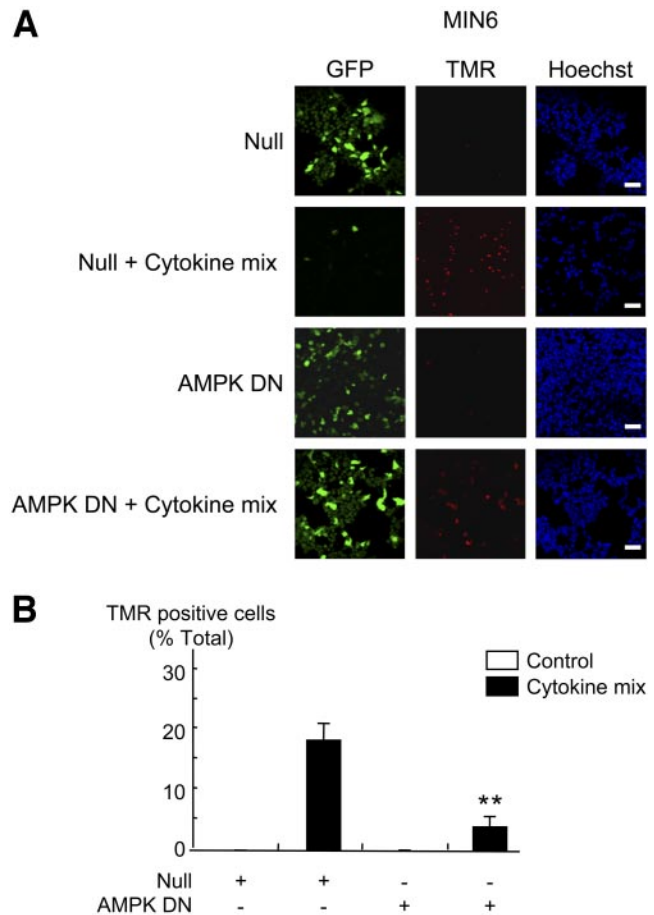 A
MIN6
GFP TMR Hoechst
Null
Null + Cytokine mix
AMPK DN
AMPK DN + Cytokine mix
B
TMR positive cells
(% Total)
Control
Cytokine mix
30
20
10
0
**
Null + + - -
AMPK DN - - + +